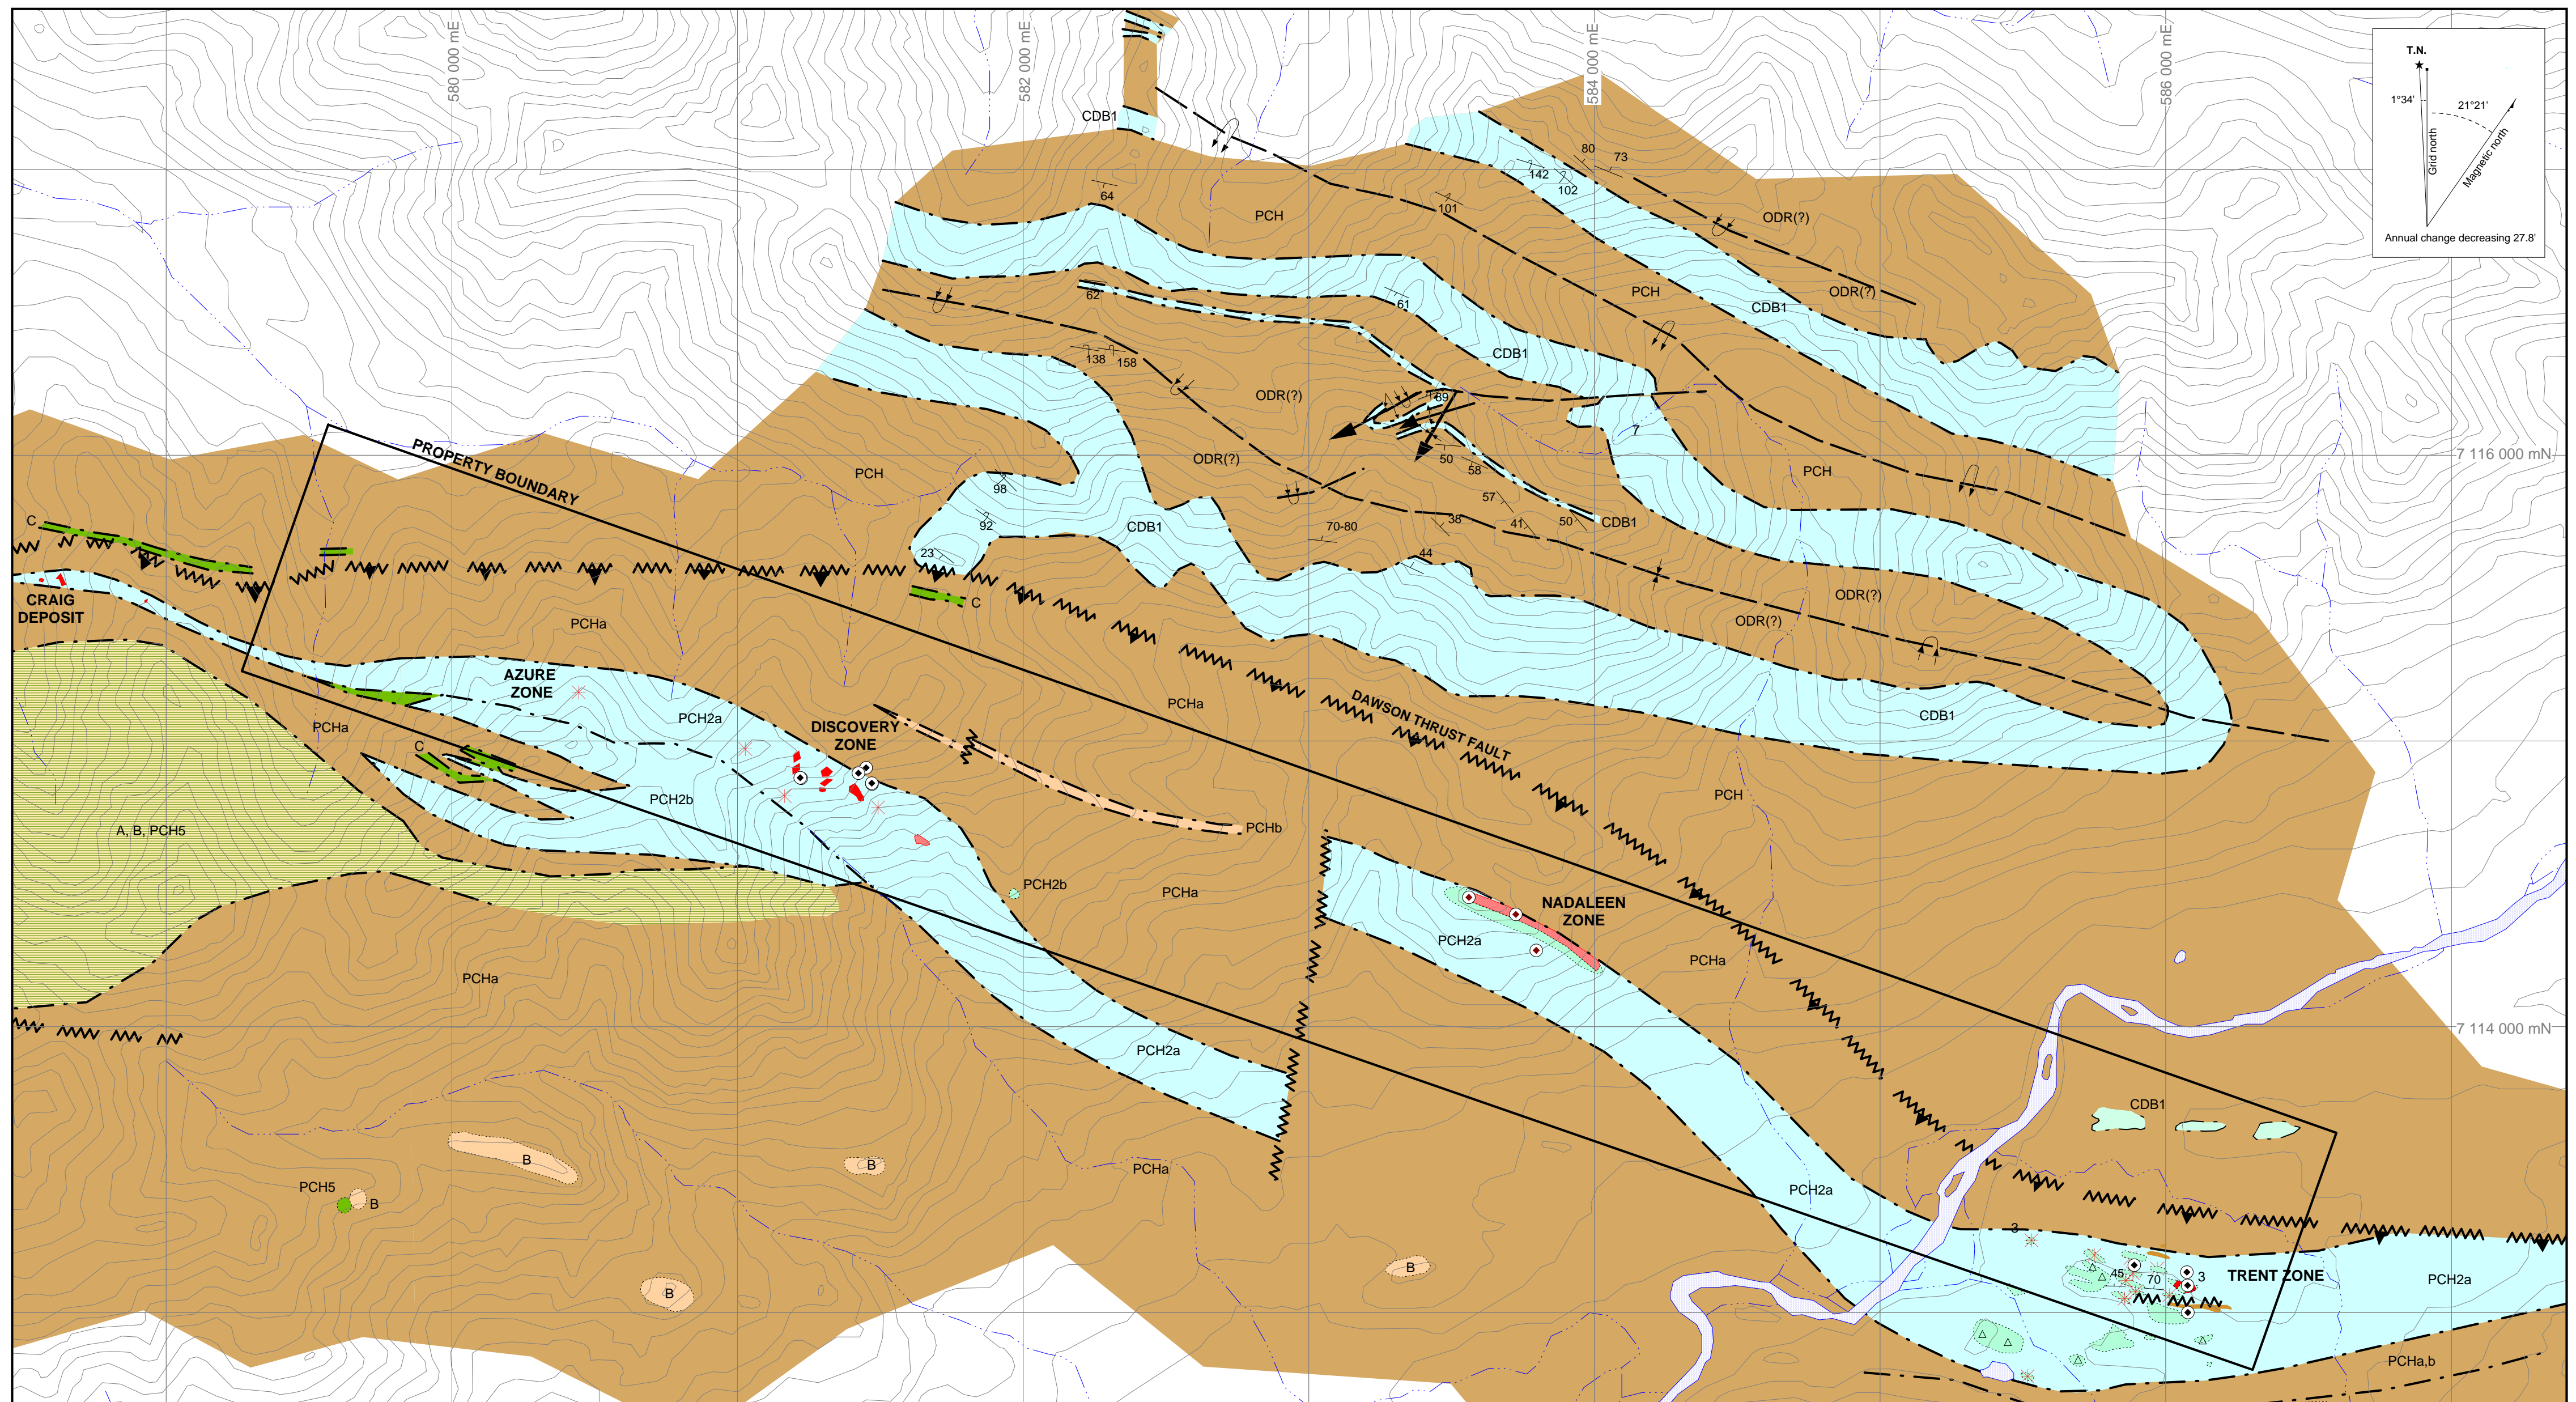 580 000 mE
582 000 mE
584 000 mE
586 000 mE
T.N.
1°34'
21°21'
Grid north
Magnetic north
Annual change decreasing 27.8'
CDB1
80
73
142
102
64
101
PCH
ODR(?)
62
61
PCH
ODR(?)
CDB1
138
158
CDB1
ODR(?)
89
7
PROPERTY BOUNDARY
PCH
ODR(?)
50
58
PCH
7 116 000 mN
98
57
C
92
CDB1
70-80
38
41
50
CDB1
23
44
CRAIG
DEPOSIT
C
PCHa
ODR(?)
ODR(?)
AZURE
ZONE
PCH2a
PCHa
DAWSON THRUST FAULT
CDB1
PCHa
DISCOVERY
ZONE
C
PCH2b
PCH
A, B, PCH5
PCHb
PCH2b
PCHa
NADALEEN
ZONE
PCH2a
PCHa
PCHa
7 114 000 mN
PCH2a
CDB1
B
B
PCHa
PCH5
B
PCH2a
3
B
B
45
70
3
TRENT ZONE
PCH2a
PCHa,b